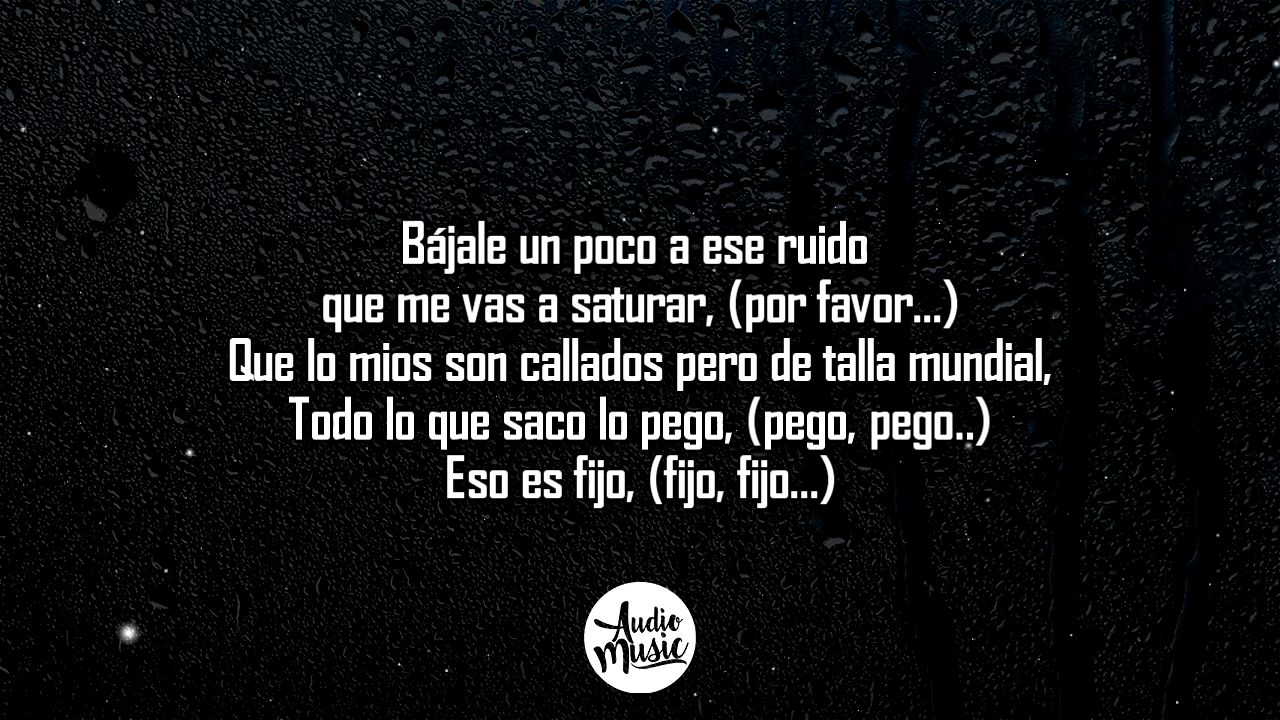 Bájale un poco a ese ruido
que me vas a saturar, (por favor...)
Que lo mios son callados pero de talla mundial,
Todo lo que saco lo pego, (pego, pego..)
Eso es fijo, (fijo, fijo...)
Audio
Music